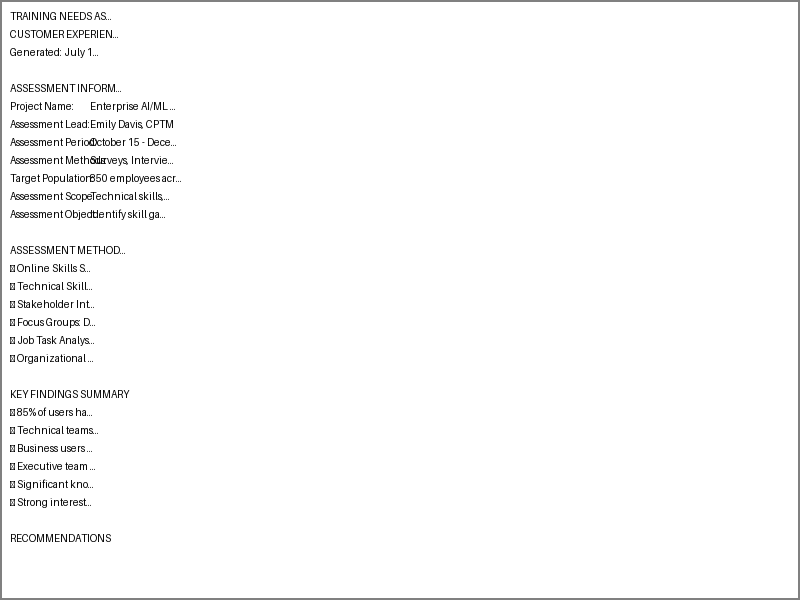 TRAINING NEEDS AS...
CUSTOMER EXPERIEN...
Generated: July 1...
ASSESSMENT INFORM...
Project Name: Enterprise AI/ML ...
Assessment Lead: Emily Davis, CPTM
Assessment Period: October 15 - Dece...
Assessment Methods: Surveys, Intervie...
Target Population: 850 employees acr...
Assessment Scope: Technical skills,...
Assessment Object: Identify skill ga...
ASSESSMENT METHOD...
Online Skills S...
Technical Skill...
Stakeholder Int...
Focus Groups: D...
Job Task Analys...
Organizational ...
KEY FINDINGS SUMMARY
85% of users ha...
Technical teams...
Business users ...
Executive team ...
Significant kno...
Strong interest...
RECOMMENDATIONS